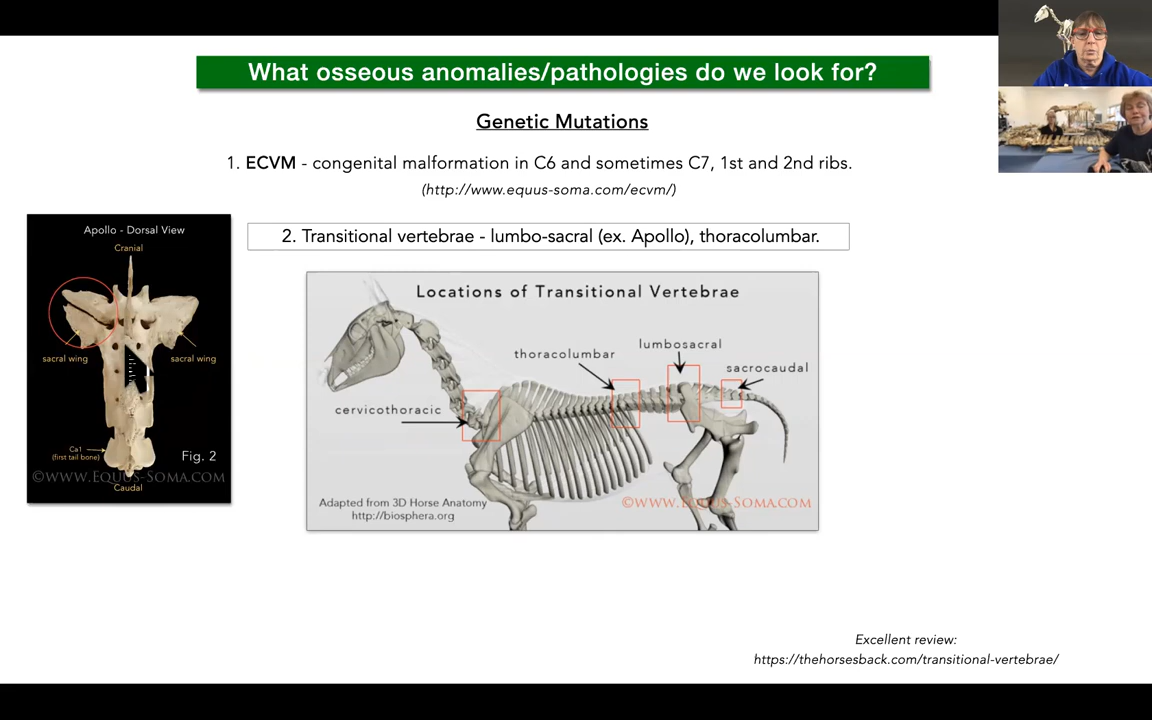 What osseous anomalies/pathologies do we look for?
Genetic Mutations
1. ECVM - congenital malformation in C6 and sometimes C7, 1st and 2nd ribs.
(http://www.equus-soma.com/ecvm/)
2. Transitional vertebrae - lumbo-sacral (ex. Apollo), thoracolumbar.
Apollo - Dorsal View
Cranial
sacral wing
sacral wing
Ca1
(first tail bone)
Fig. 2
©www.Equus-Soma.com
Caudal
Locations of Transitional Vertebrae
lumbosacral
thoracolumbar
sacrocaudal
cervicothoracic
Adapted from 3D Horse Anatomy
http://biosphera.org
©www.Equus-Soma.com
Excellent review:
https://thehorsesback.com/transitional-vertebrae/